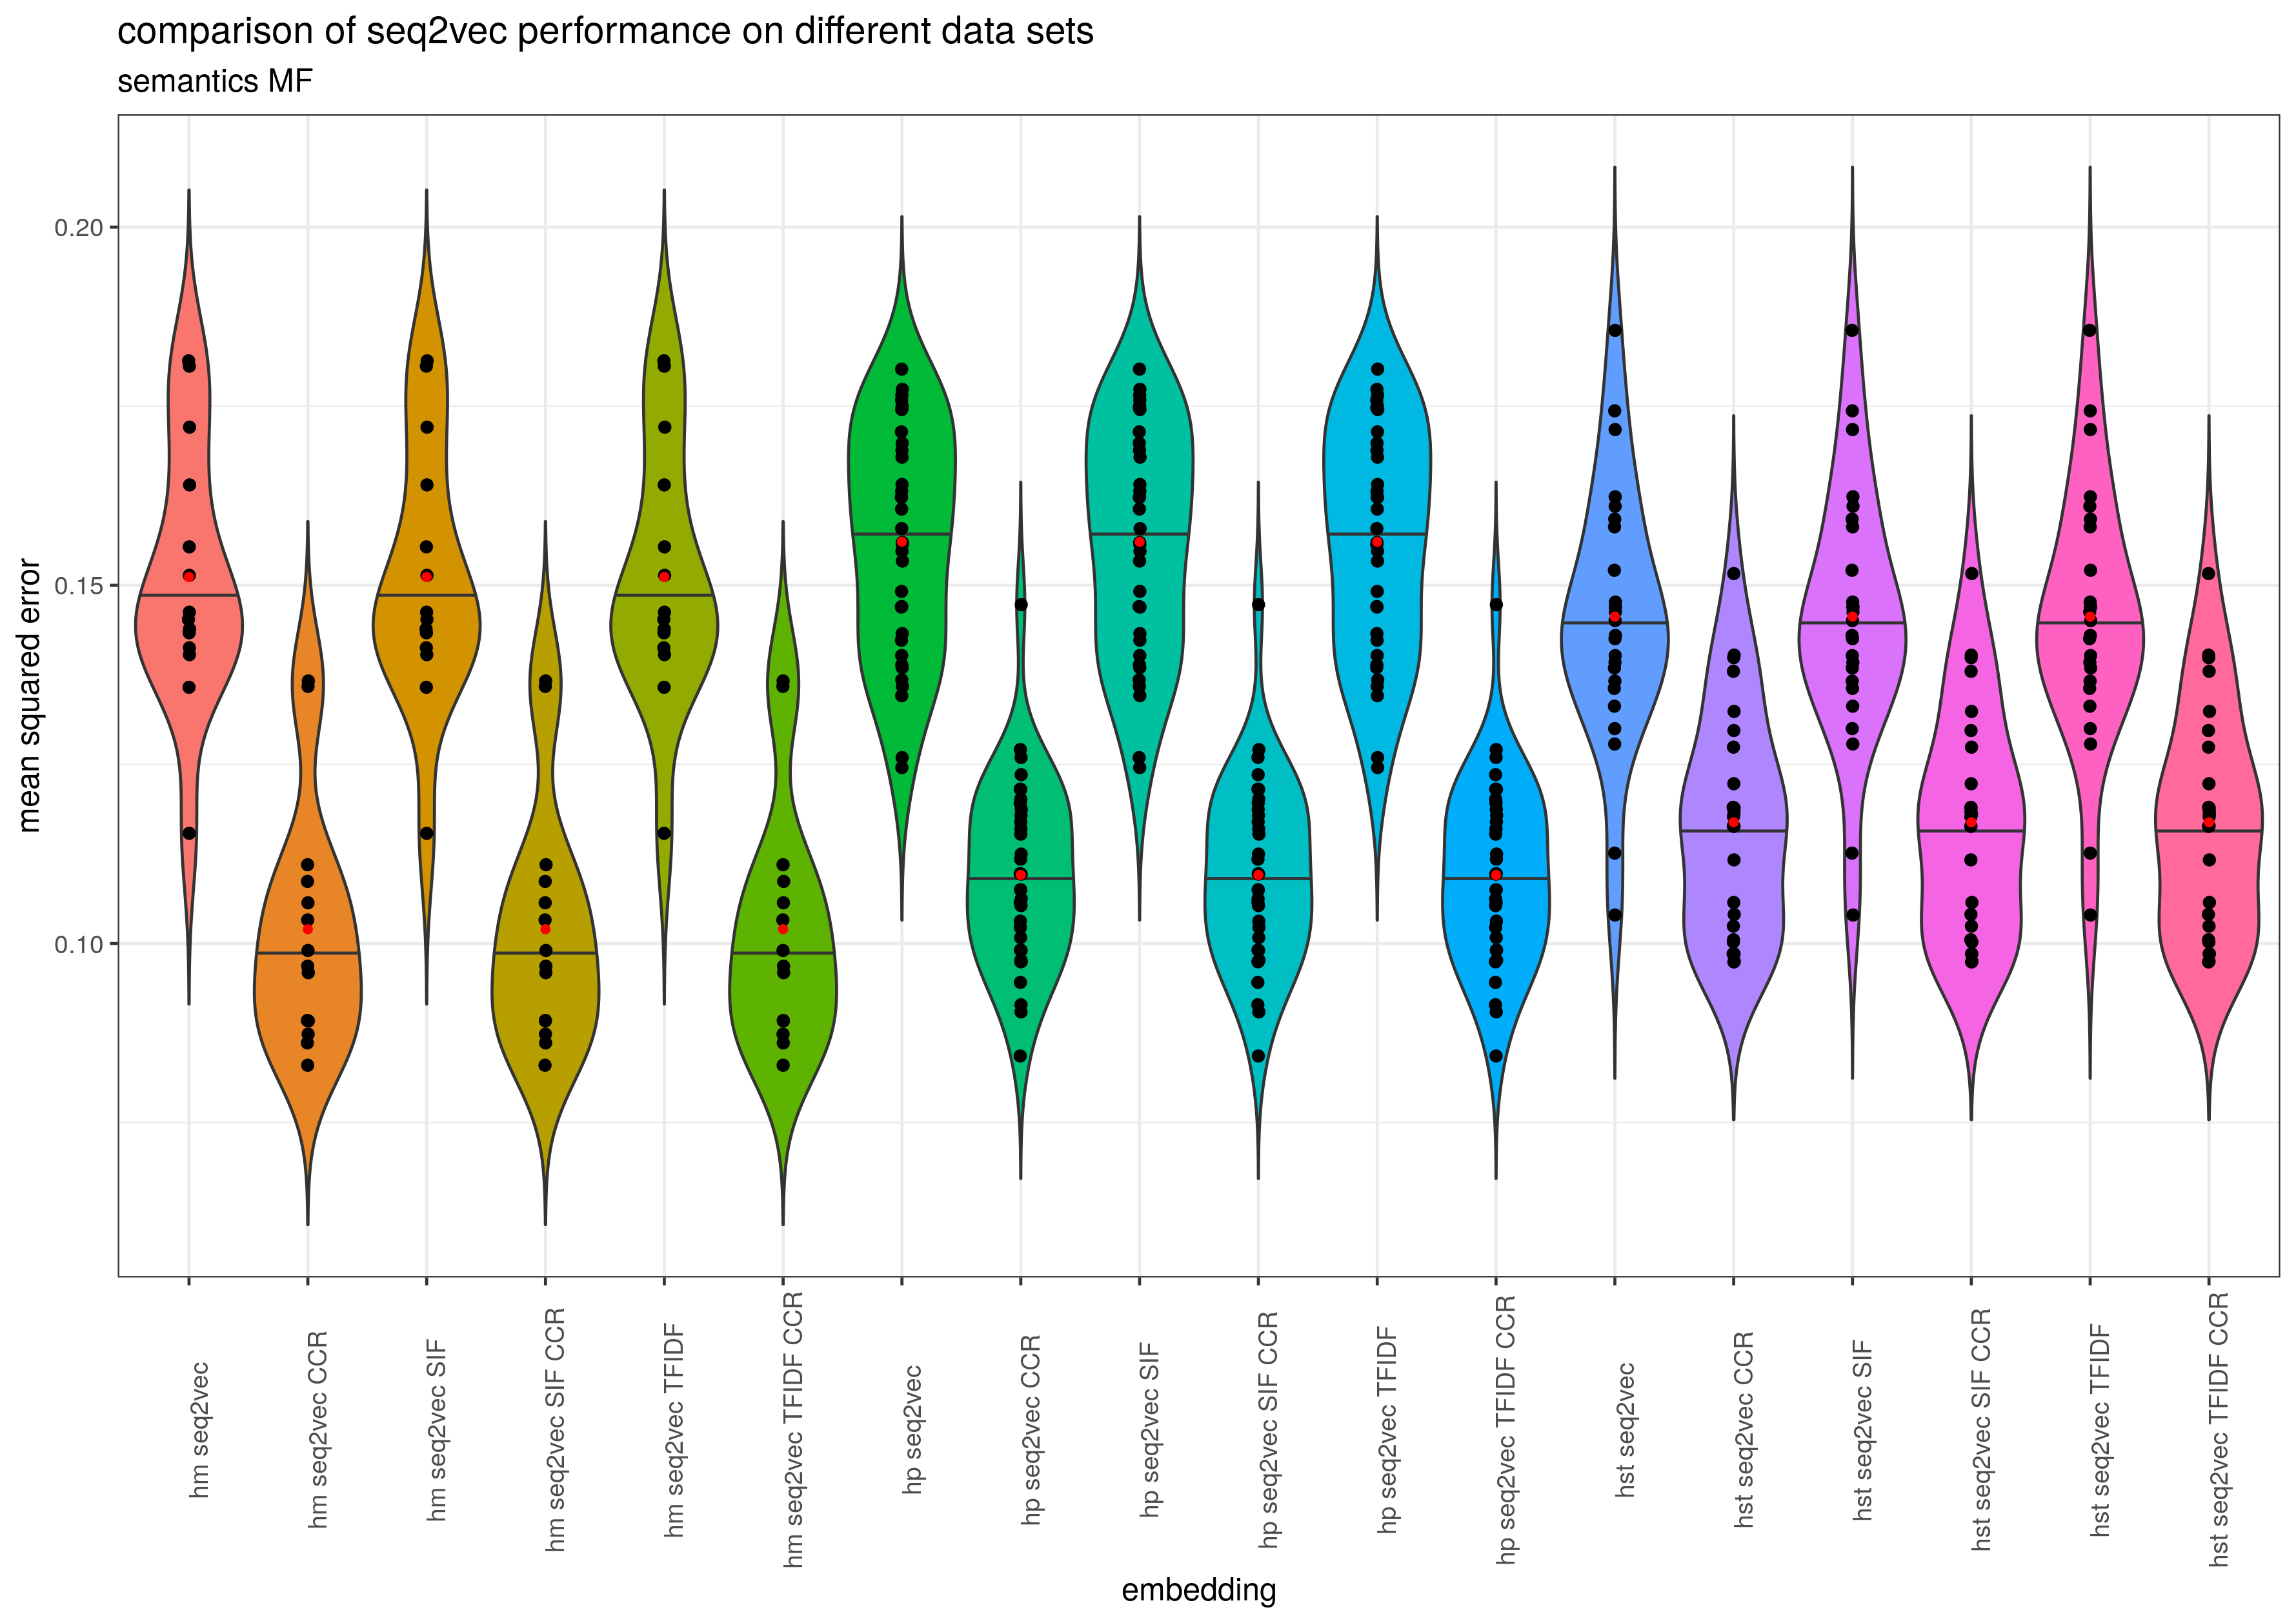 comparison of seq2vec performance on different data sets
semantics MF
mean squared error
0.20
0.15
0.10
hm seq2vec
hm seq2vec CCR
hm seq2vec SIF
hm seq2vec SIF CCR
hm seq2vec TFIDF
hm seq2vec TFIDF CCR
hp seq2vec
hp seq2vec CCR
hp seq2vec SIF
hp seq2vec SIF CCR
hp seq2vec TFIDF
hp seq2vec TFIDF CCR
hst seq2vec
hst seq2vec CCR
hst seq2vec SIF
hst seq2vec SIF CCR
hst seq2vec TFIDF
hst seq2vec TFIDF CCR
embedding